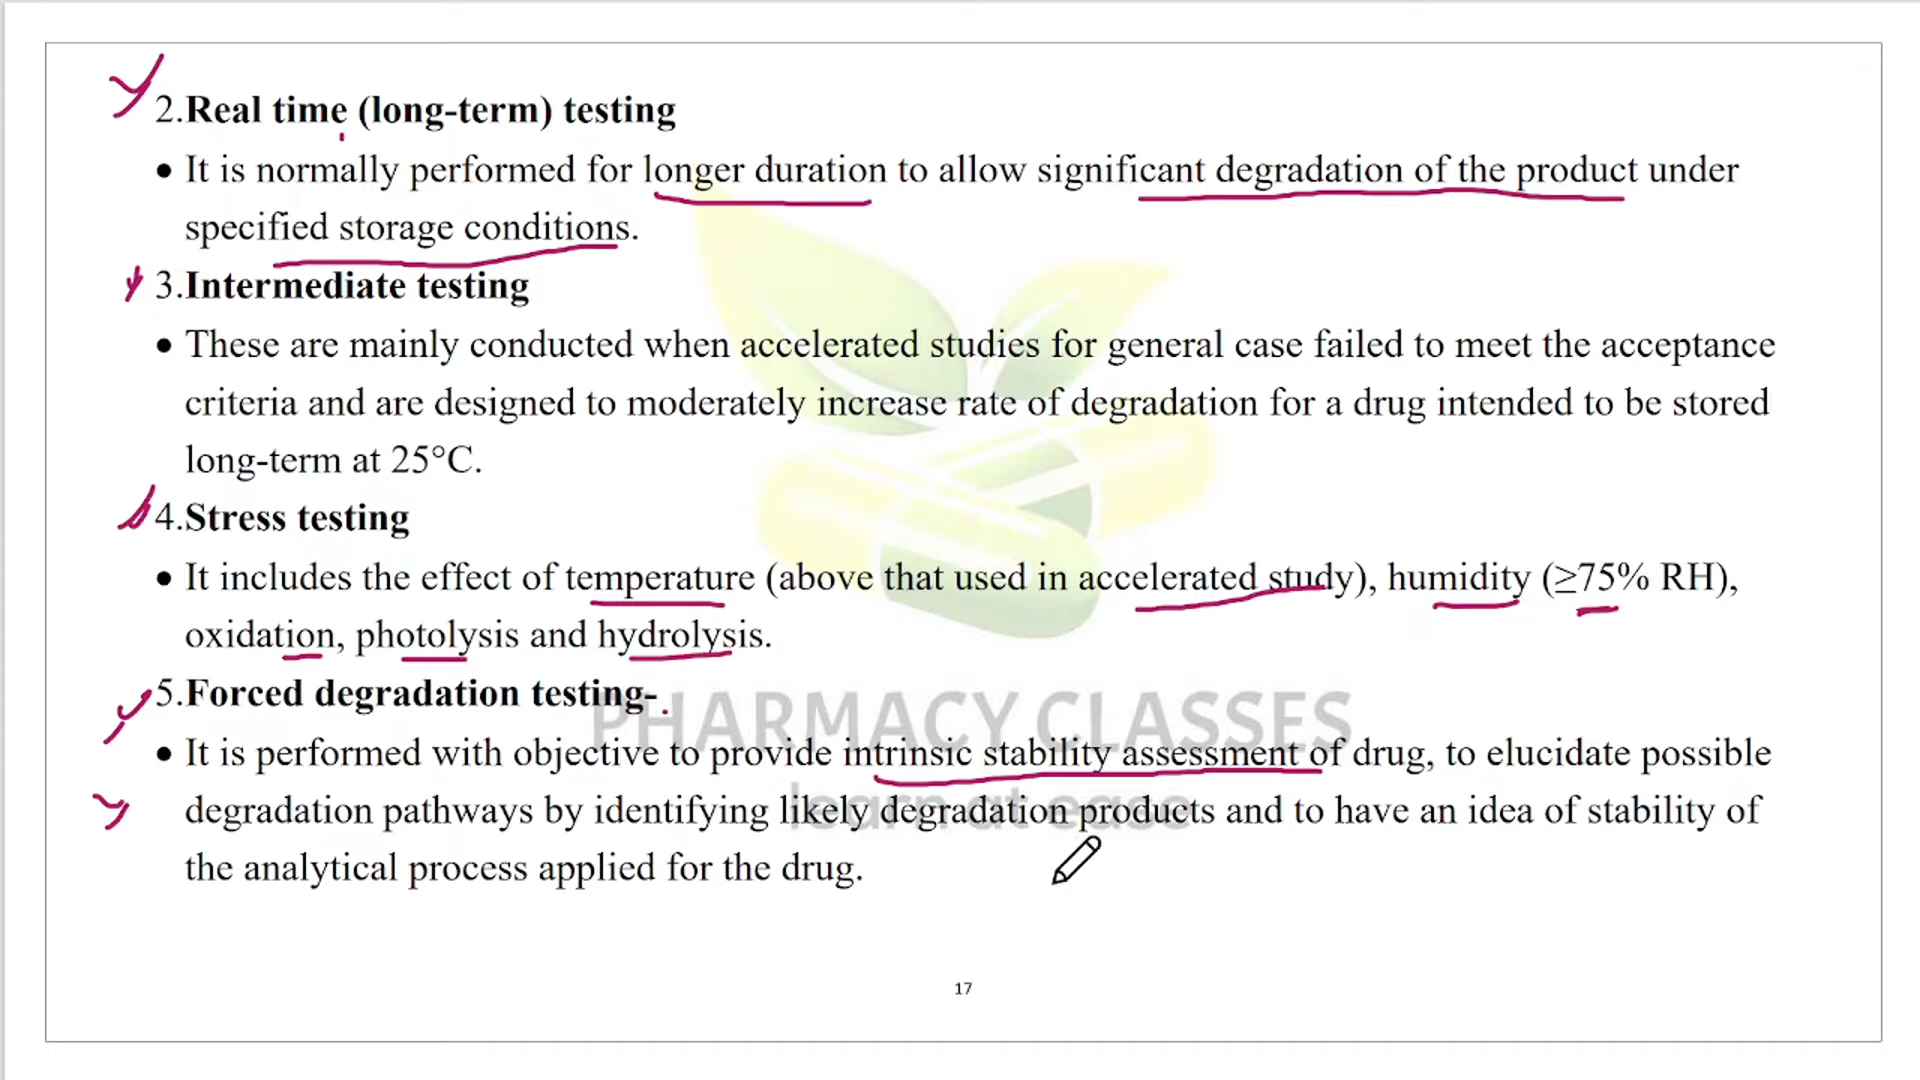 2.Real time (long-term) testing
• It is normally performed for longer duration to allow significant degradation of the product under
specified storage conditions.
3.Intermediate testing
• These are mainly conducted when accelerated studies for general case failed to meet the acceptance
criteria and are designed to moderately increase rate of degradation for a drug intended to be stored
long-term at 25°C.
4.Stress testing
• It includes the effect of temperature (above that used in accelerated study), humidity (≥75% RH),
oxidation, photolysis and hydrolysis.
5.Forced degradation testing-
PHARMACY CLASSES
• It is performed with objective to provide intrinsic stability assessment of drug, to elucidate possible
learn at ease
degradation pathways by identifying likely degradation products and to have an idea of stability of
the analytical process applied for the drug.
17